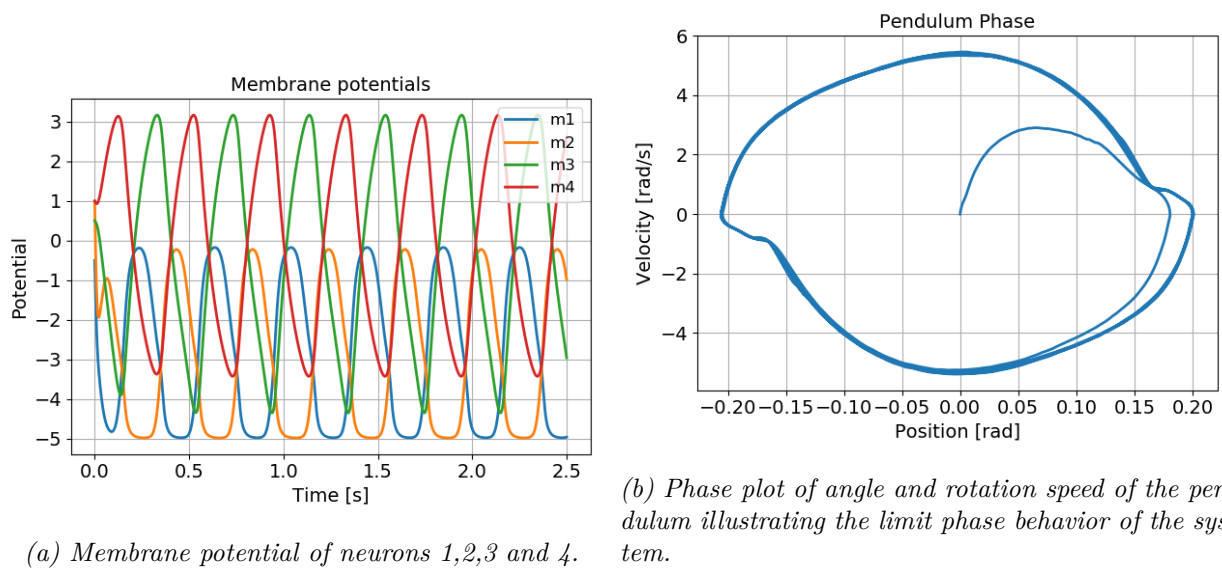 Membrane potentials
Potential
3
2
1
0
−1
−2
−3
−4
−5
m1
m2
m3
m4
0.0 0.5 1.0 1.5 2.0 2.5
Time [s]
(a) Membrane potential of neurons 1,2,3 and 4.
Pendulum Phase
Velocity [rad/s]
6
4
2
0
−2
−4
−0.20 −0.15 −0.10 −0.05 0.00 0.05 0.10 0.15 0.20
Position [rad]
(b) Phase plot of angle and rotation speed of the pen
dulum illustrating the limit phase behavior of the sys
tem.